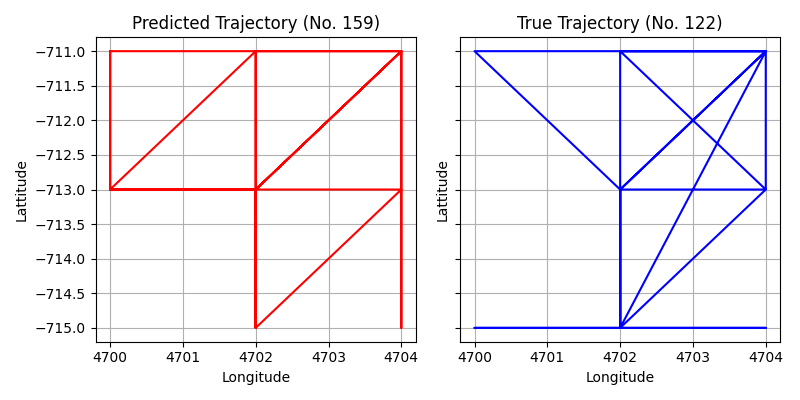 Predicted Trajectory (No. 159)
True Trajectory (No. 122)
−711.0
−711.5
−712.0
−712.5
−713.0
−713.5
−714.0
−714.5
−715.0
Lattitude
Lattitude
4700 4701 4702 4703 4704
4700 4701 4702 4703 4704
Longitude
Longitude